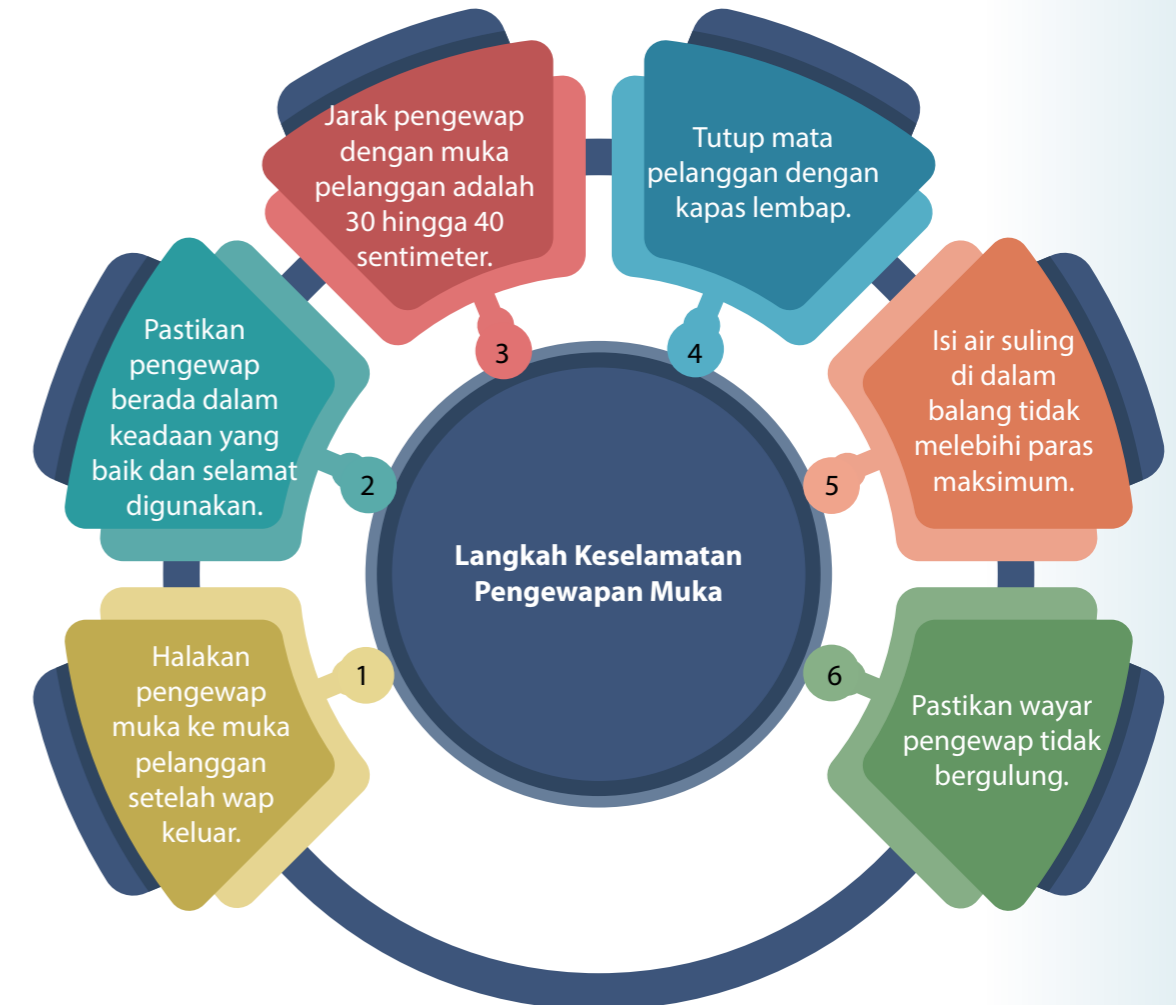 Langkah Keselamatan
Pengewapan Muka
1
Halakan
pengewap
muka ke muka
pelanggan
setelah wap
keluar.
2
Pastikan
pengewap
berada dalam
keadaan yang
baik dan selamat
digunakan.
3
Jarak pengewap
dengan muka
pelanggan adalah
30 hingga 40
sentimeter.
4
Tutup mata
pelanggan dengan
kapas lembap.
5
Isi air suling
di dalam
balang tidak
melebihi paras
maksimum.
6
Pastikan wayar
pengewap tidak
bergulung.